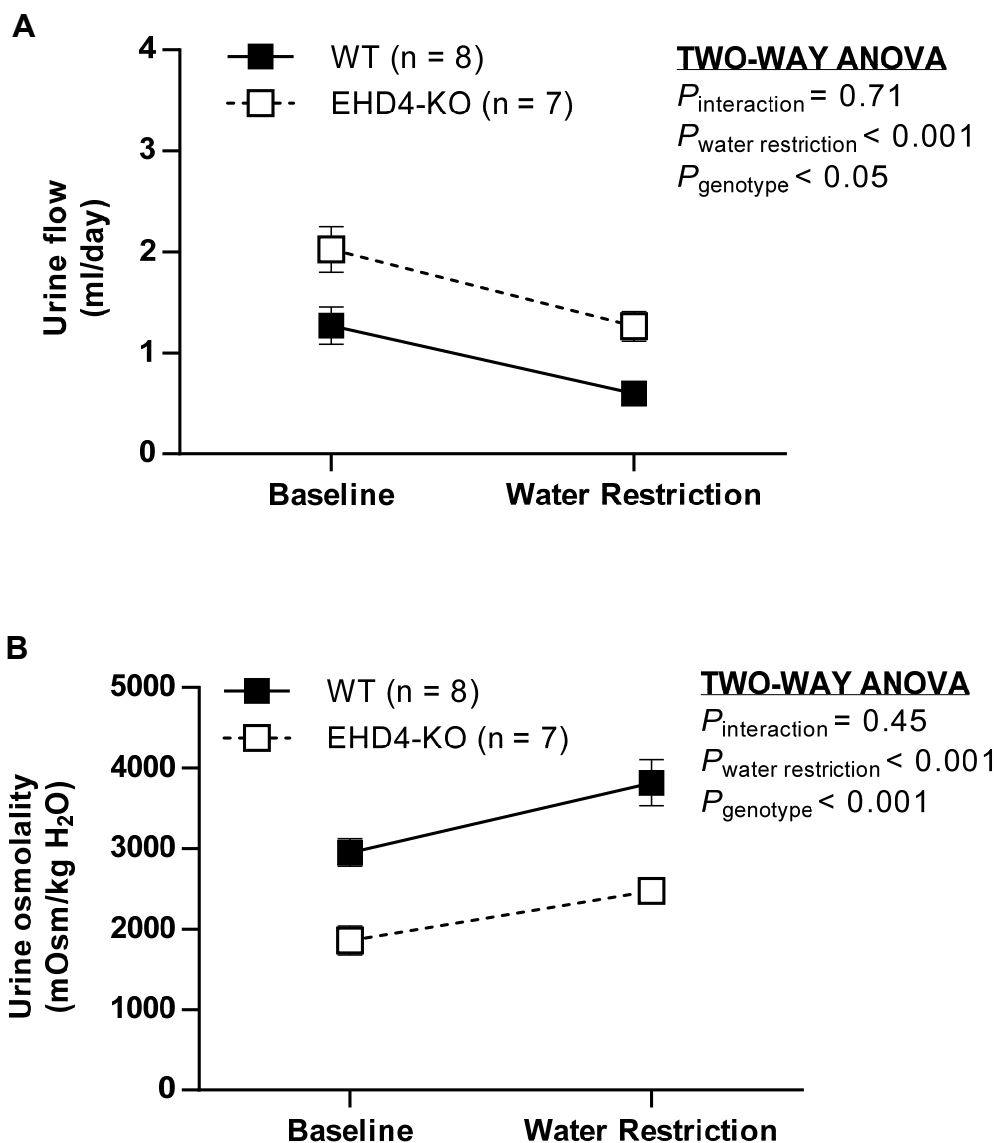 A
4
3
2
1
0
Urine flow
(ml/day)
WT (n = 8)
EHD4-KO (n = 7)
TWO-WAY ANOVA
Pinteraction = 0.71
Pwater restriction < 0.001
Pgenotype < 0.05
Baseline
Water Restriction
B
5000
4000
3000
2000
1000
0
Urine osmolality
(mOsm/kg H₂O)
WT (n = 8)
EHD4-KO (n = 7)
TWO-WAY ANOVA
Pinteraction = 0.45
Pwater restriction < 0.001
Pgenotype < 0.001
Baseline
Water Restriction